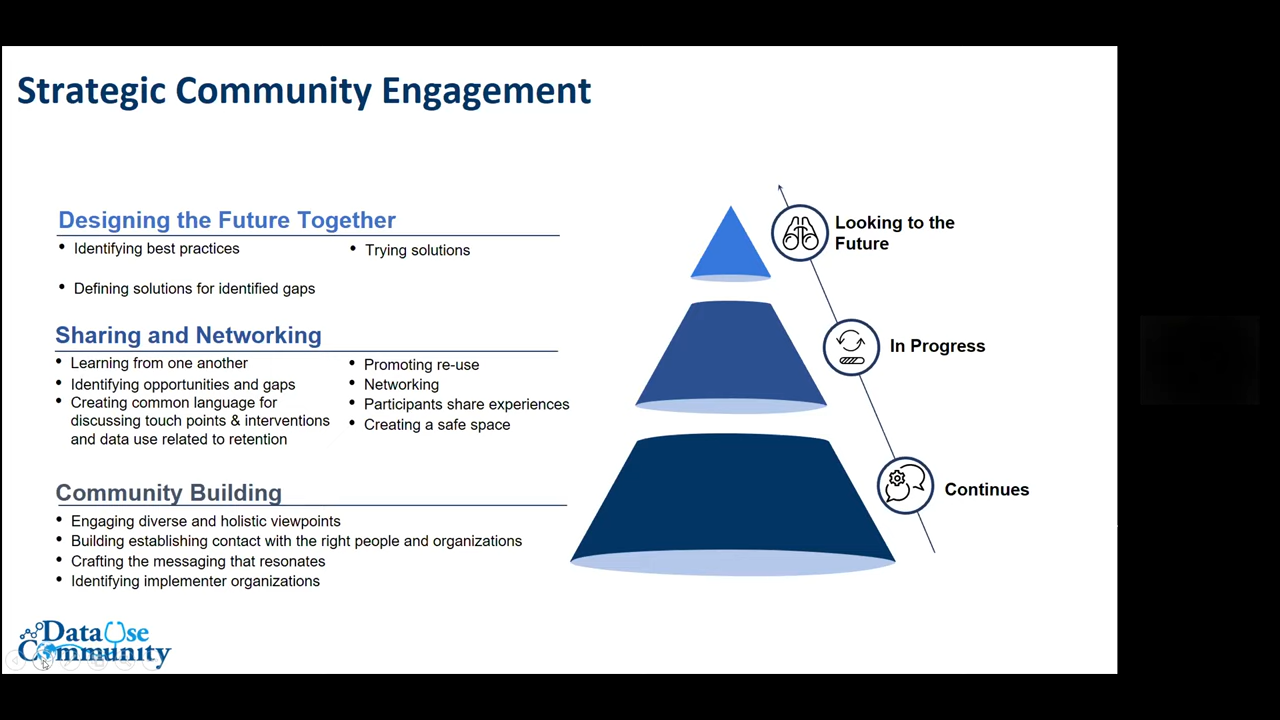 Strategic Community Engagement
Designing the Future Together
• Identifying best practices
• Trying solutions
• Defining solutions for identified gaps
Sharing and Networking
• Learning from one another
• Identifying opportunities and gaps
• Creating common language for
discussing touch points & interventions
and data use related to retention
• Promoting re-use
• Networking
• Participants share experiences
• Creating a safe space
Community Building
• Engaging diverse and holistic viewpoints
• Building establishing contact with the right people and organizations
• Crafting the messaging that resonates
• Identifying implementer organizations
Looking to the
Future
In Progress
Continues
Data Use
Community